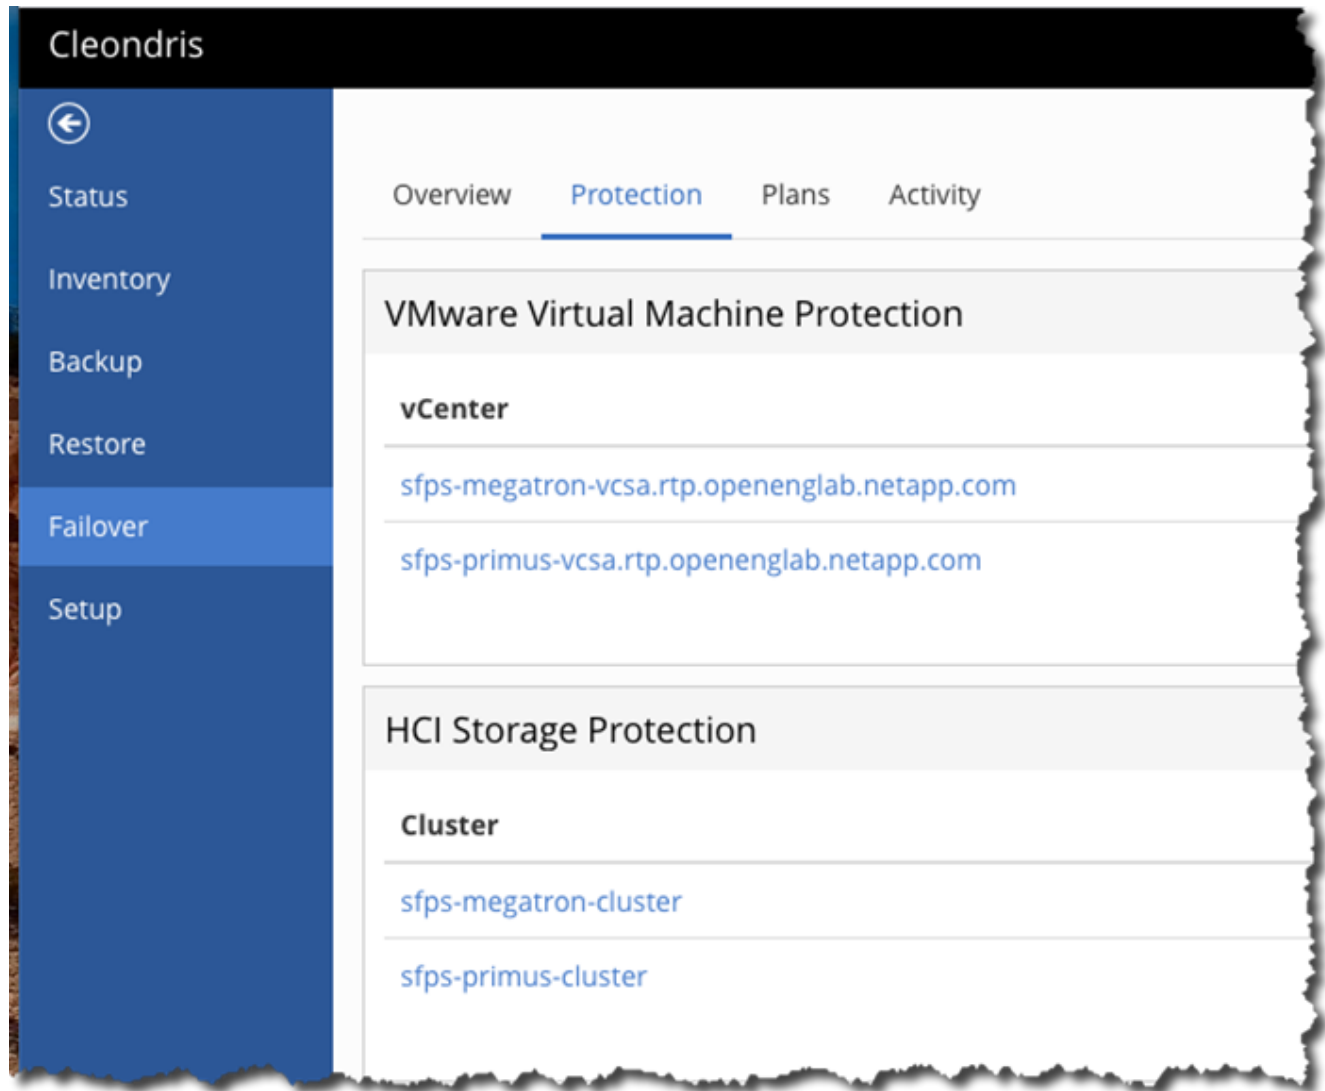 Cleondris
Status
Inventory
Backup
Restore
Failover
Setup
Overview Protection Plans Activity
VMware Virtual Machine Protection
vCenter
sfps-megatron-vcsa.rtp.openenglab.netapp.com
sfps-primus-vcsa.rtp.openenglab.netapp.com
HCI Storage Protection
Cluster
sfps-megatron-cluster
sfps-primus-cluster